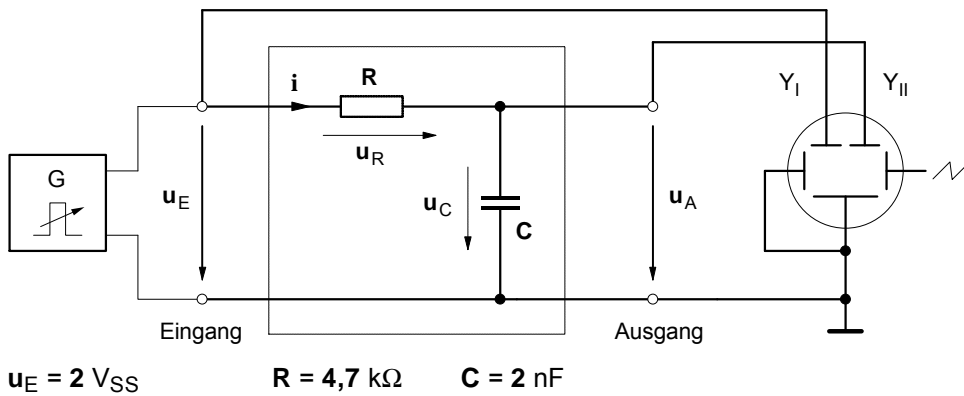 Y_I Y_II
i R
u_R
G
u_E
u_C
C
u_A
Eingang
Ausgang
u_E = 2 V_SS R = 4,7 kΩ C = 2 nF